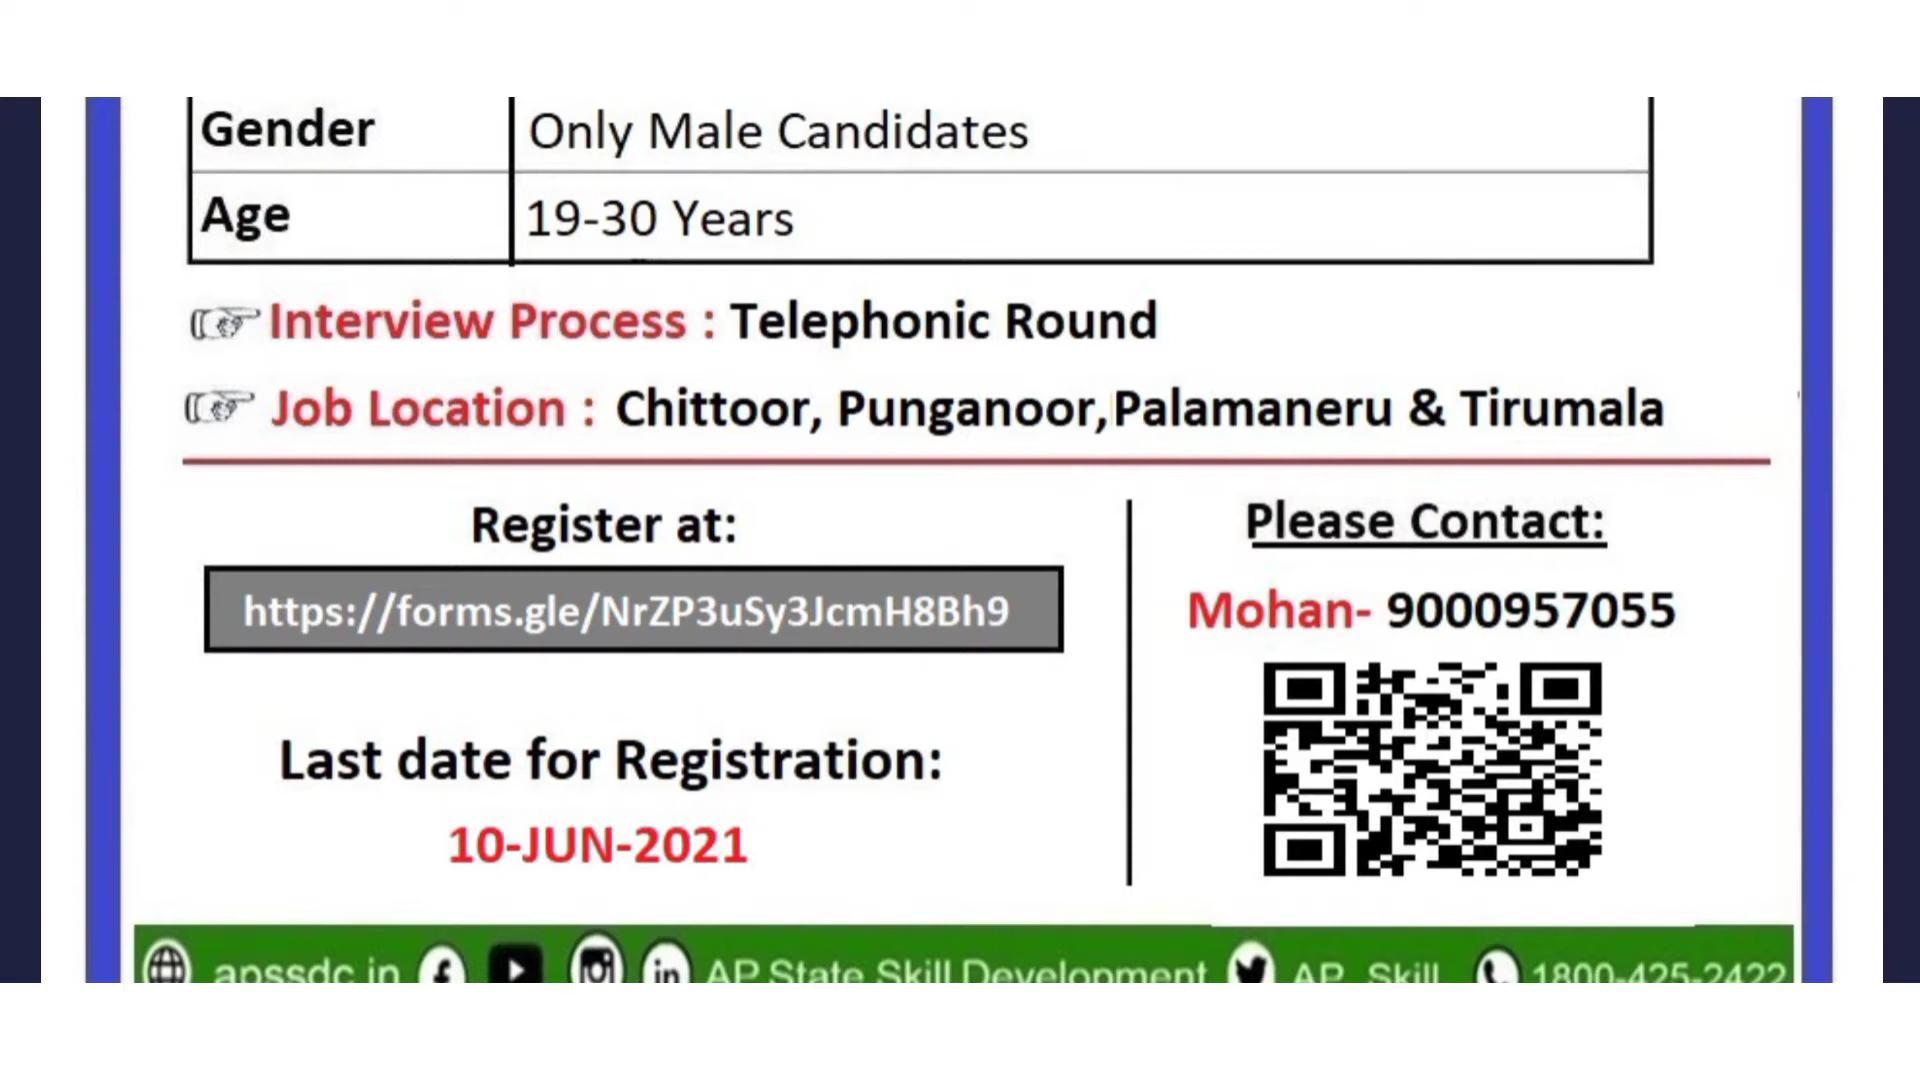 Gender Only Male Candidates
Age 19-30 Years
Interview Process : Telephonic Round
Job Location : Chittoor, Punganoor,Palamaneru & Tirumala
Register at:
https://forms.gle/NrZP3uSy3JcmH8Bh9
Last date for Registration:
10-JUN-2021
Please Contact:
Mohan- 9000957055
apssdc.in AP State Skill Development AP_Skill 1800-425-2422